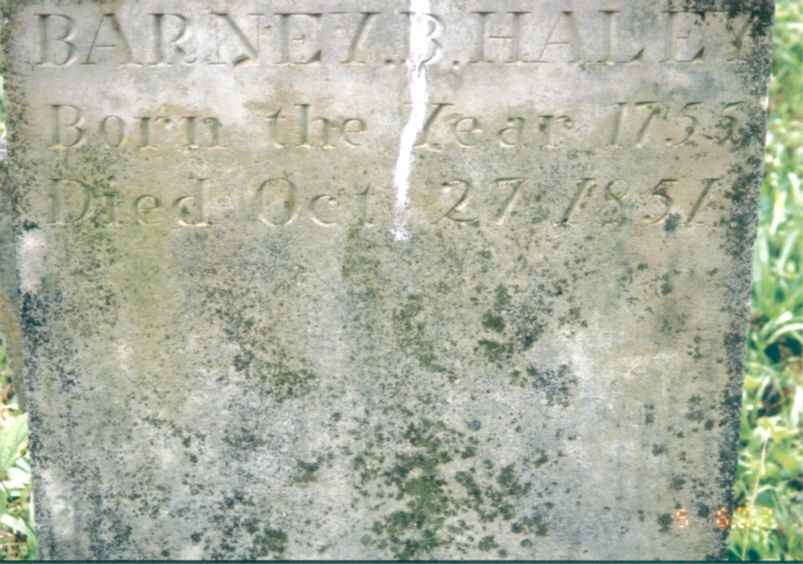 BARNEY.B.HALEY
Born the Year 1755
Died Oct 27 1851